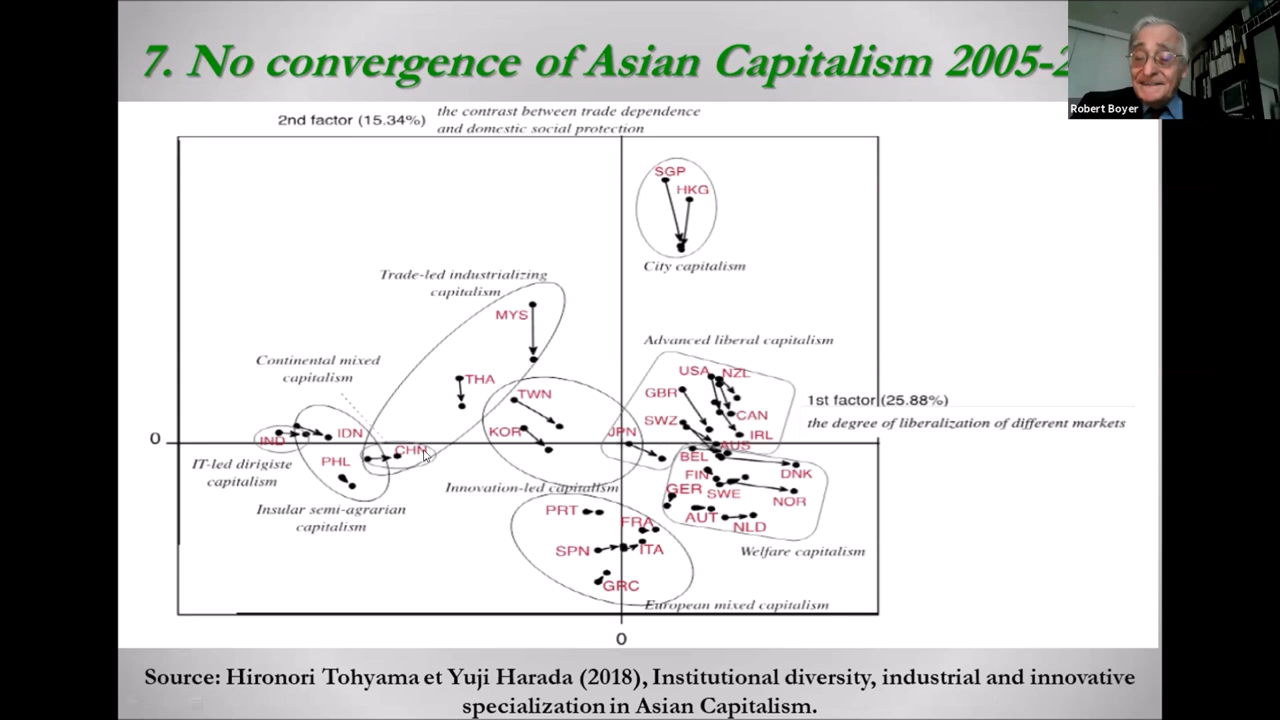 7. No convergence of Asian Capitalism 2005-2
Robert Boyer
2nd factor (15.34%)
the contrast between trade dependence
and domestic social protection
SGP
HKG
City capitalism
Trade-led industrializing
capitalism
MYS
Advanced liberal capitalism
Continental mixed
capitalism
THA
TWN
USA
NZL
GBR
1st factor (25.88%)
the degree of liberalization of different markets
SWZ
CAN
IRL
0
IND
IDN
KOR
JPN
CHN
AUS
BEL
PHL
IT-led dirigiste
capitalism
DNK
FIN
GER
SWE
NOR
Innovation-led capitalism
Insular semi-agrarian
capitalism
PRT
FRA
AUT
NLD
SPN
ITA
Welfare capitalism
GRC
European mixed capitalism
0
Source: Hironori Tohyama et Yuji Harada (2018), Institutional diversity, industrial and innovative
specialization in Asian Capitalism.